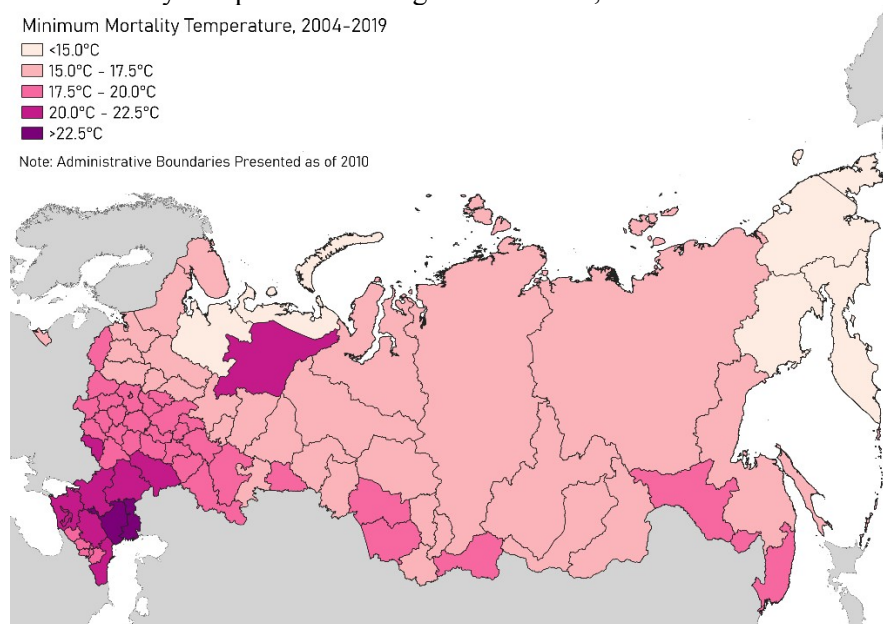 Minimum Mortality Temperature, 2004-2019
<15.0°C
15.0°C - 17.5°C
17.5°C - 20.0°C
20.0°C - 22.5°C
>22.5°C
Note: Administrative Boundaries Presented as of 2010